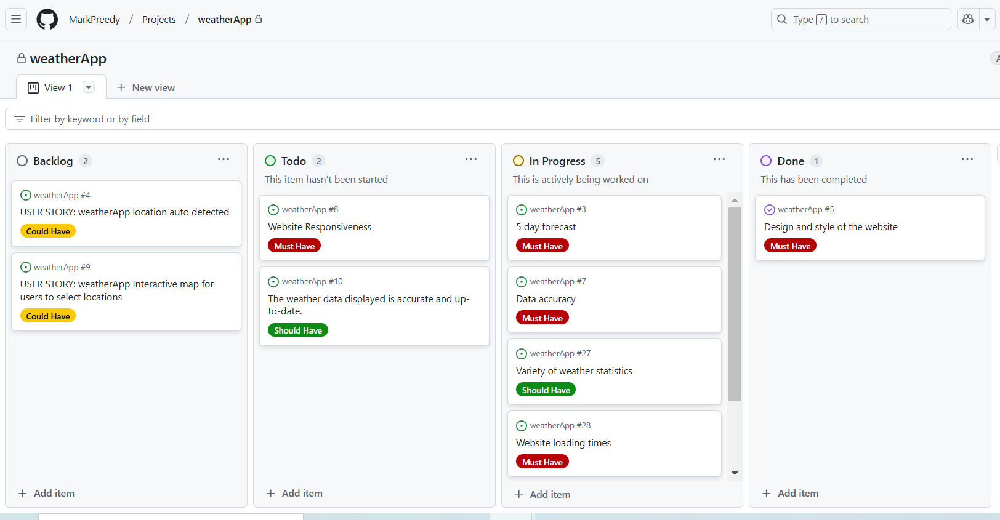 MarkPreedy / Projects / weatherApp
Type / to search
weatherApp
View 1
New view
Filter by keyword or by field
Backlog 2
weatherApp #4
USER STORY: weatherApp location auto detected
Could Have
weatherApp #9
USER STORY: weatherApp Interactive map for
users to select locations
Could Have
Add item
Todo 2
This item hasn't been started
weatherApp #8
Website Responsiveness
Must Have
weatherApp #10
The weather data displayed is accurate and up-
to-date.
Should Have
Add item
In Progress 5
This is actively being worked on
weatherApp #3
5 day forecast
Must Have
weatherApp #7
Data accuracy
Must Have
weatherApp #27
Variety of weather statistics
Should Have
weatherApp #28
Website loading times
Must Have
Add item
Done 1
This has been completed
weatherApp #5
Design and style of the website
Must Have
Add item